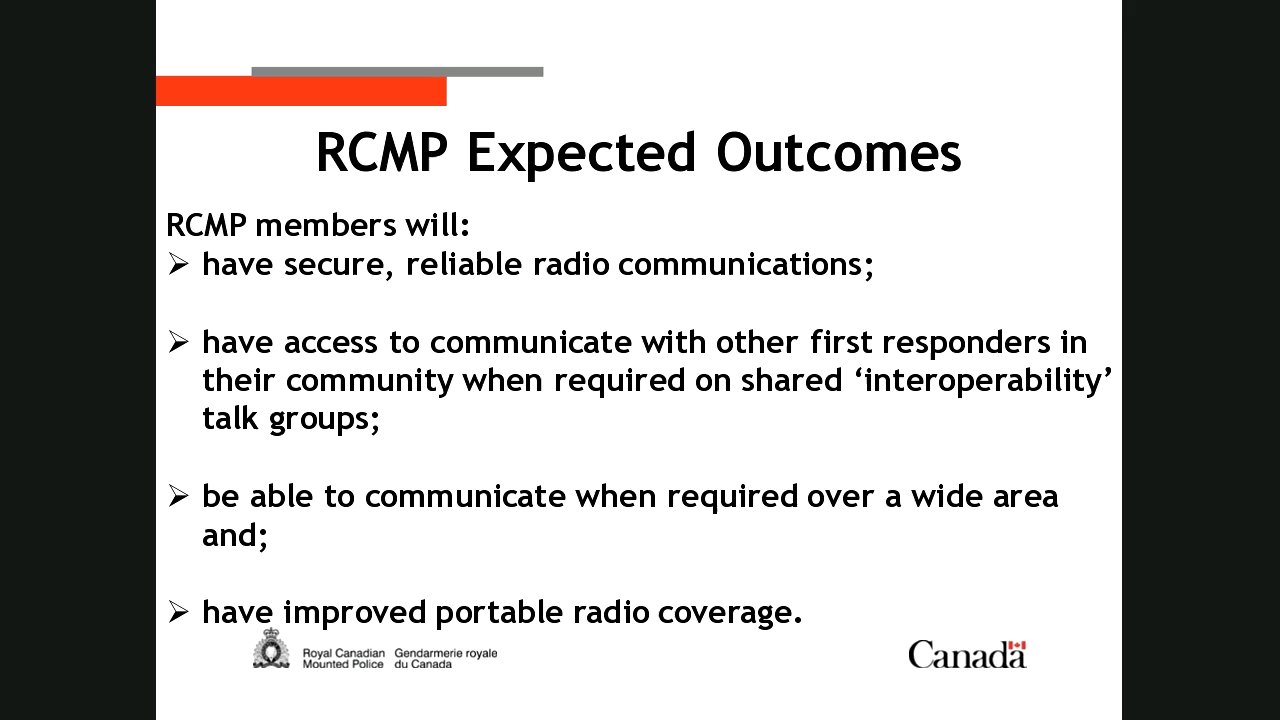 RCMP Expected Outcomes
RCMP members will:
➢ have secure, reliable radio communications;
➢ have access to communicate with other first responders in
their community when required on shared ‘interoperability’
talk groups;
➢ be able to communicate when required over a wide area
and;
➢ have improved portable radio coverage.
Royal Canadian Gendarmerie royale
Mounted Police du Canada
Canada